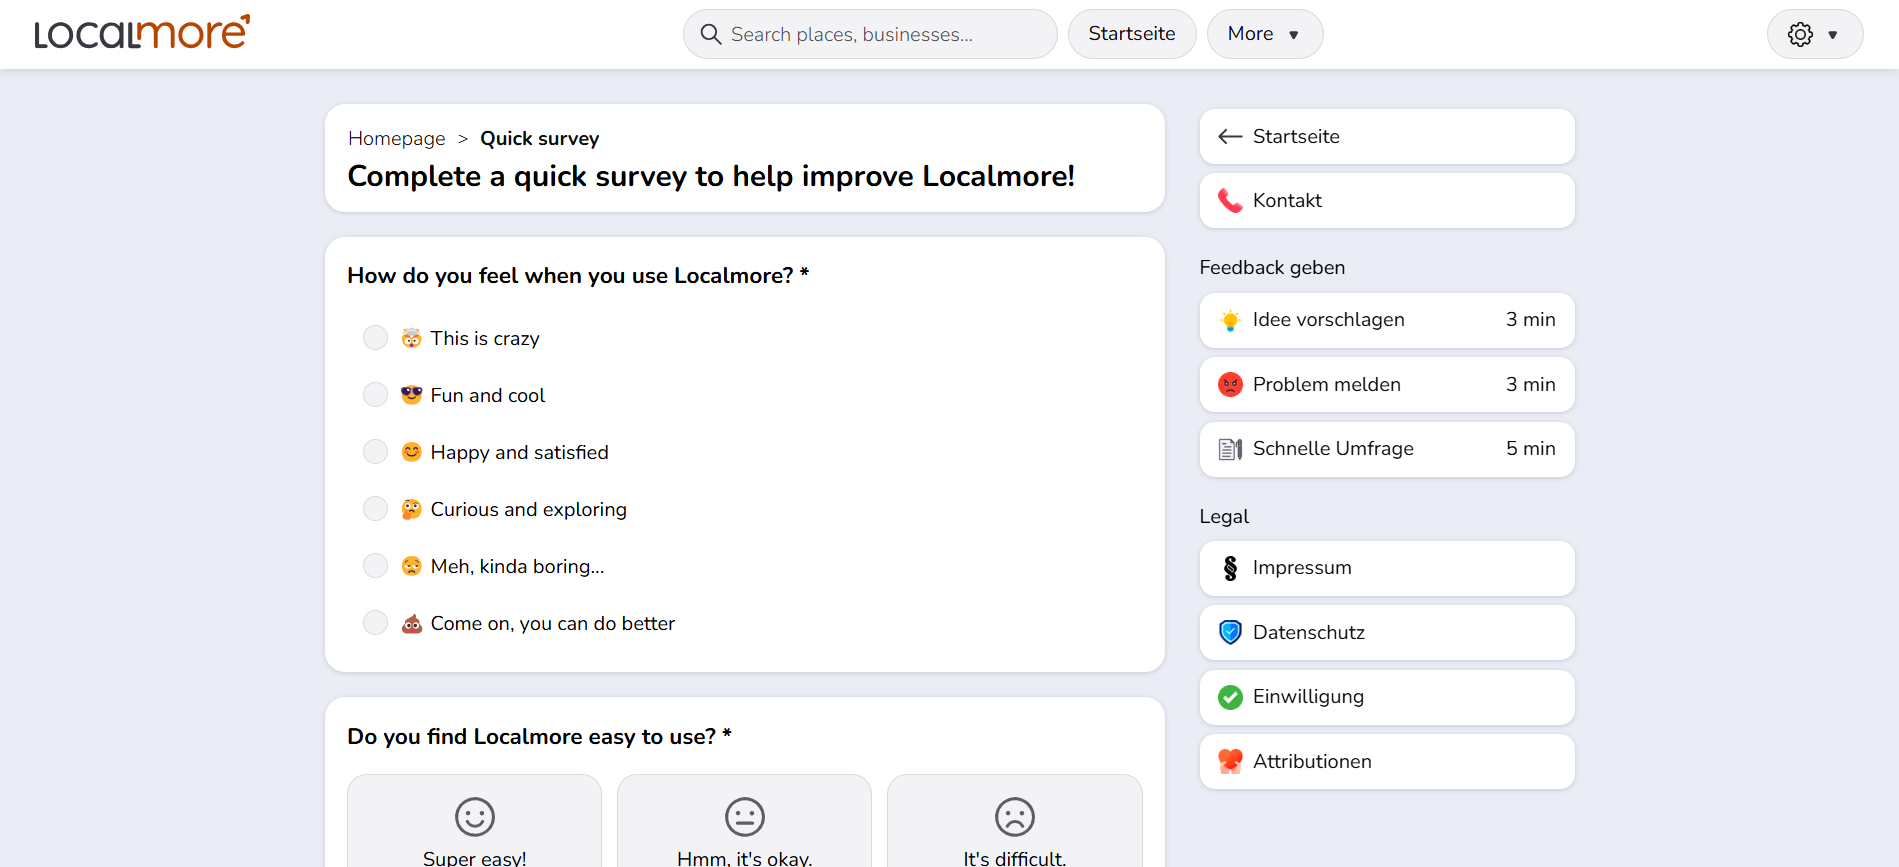 Localmore
Search places, businesses...
Startseite
More
Homepage > Quick survey
Complete a quick survey to help improve Localmore!
How do you feel when you use Localmore? *
🤯 This is crazy
😎 Fun and cool
😊 Happy and satisfied
🤔 Curious and exploring
😞 Meh, kinda boring...
💩 Come on, you can do better
Do you find Localmore easy to use? *
Super easy!
Hmm, it's okay.
It's difficult.
Startseite
Kontakt
Feedback geben
Idee vorschlagen 3 min
Problem melden 3 min
Schnelle Umfrage 5 min
Legal
§ Impressum
Datenschutz
Einwilligung
Attributionen